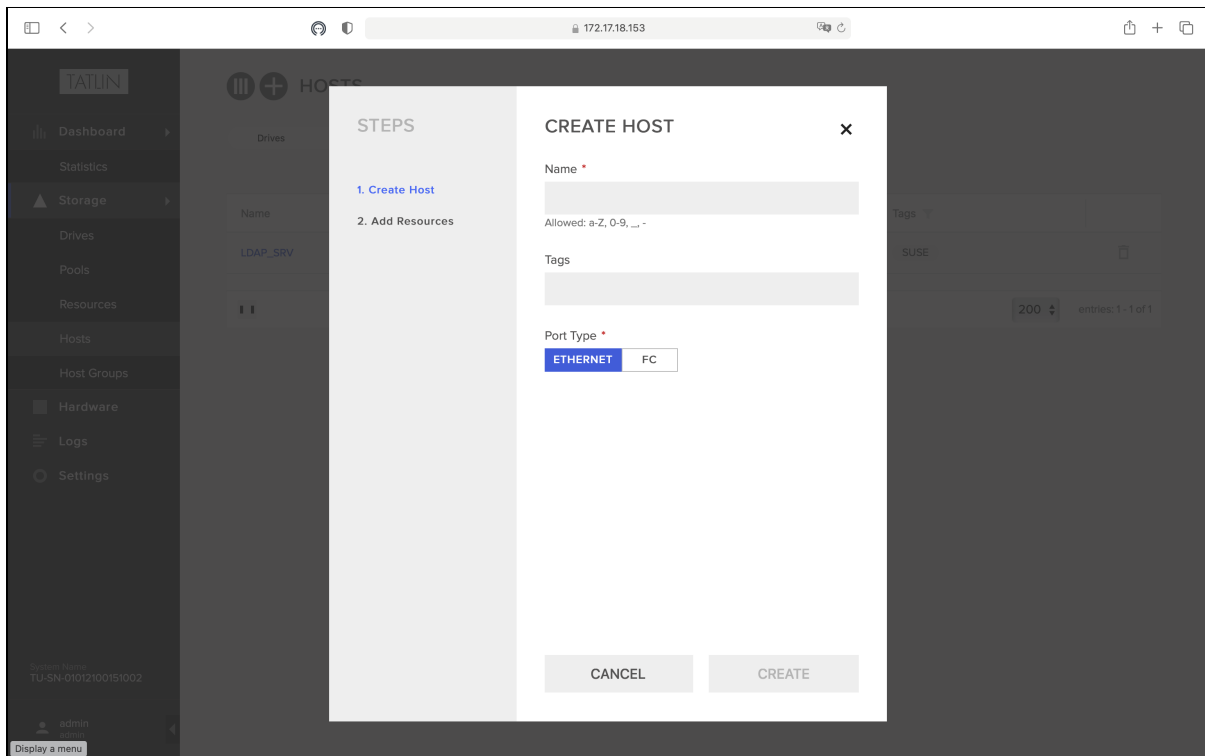 172.17.18.153
TATLIN
HOSTS
Dashboard
Statistics
Storage
Drives
Pools
Resources
Hosts
Host Groups
Hardware
Logs
Settings
System Name
TU-SN-01012100151002
admin
admin
Display a menu
Drives
Name
Tags
LDAP_SRV
SUSE
200
entries: 1 - 1 of 1
STEPS
1. Create Host
2. Add Resources
CREATE HOST
Name *
Allowed: a-Z, 0-9, _, -
Tags
Port Type *
ETHERNET FC
CANCEL CREATE